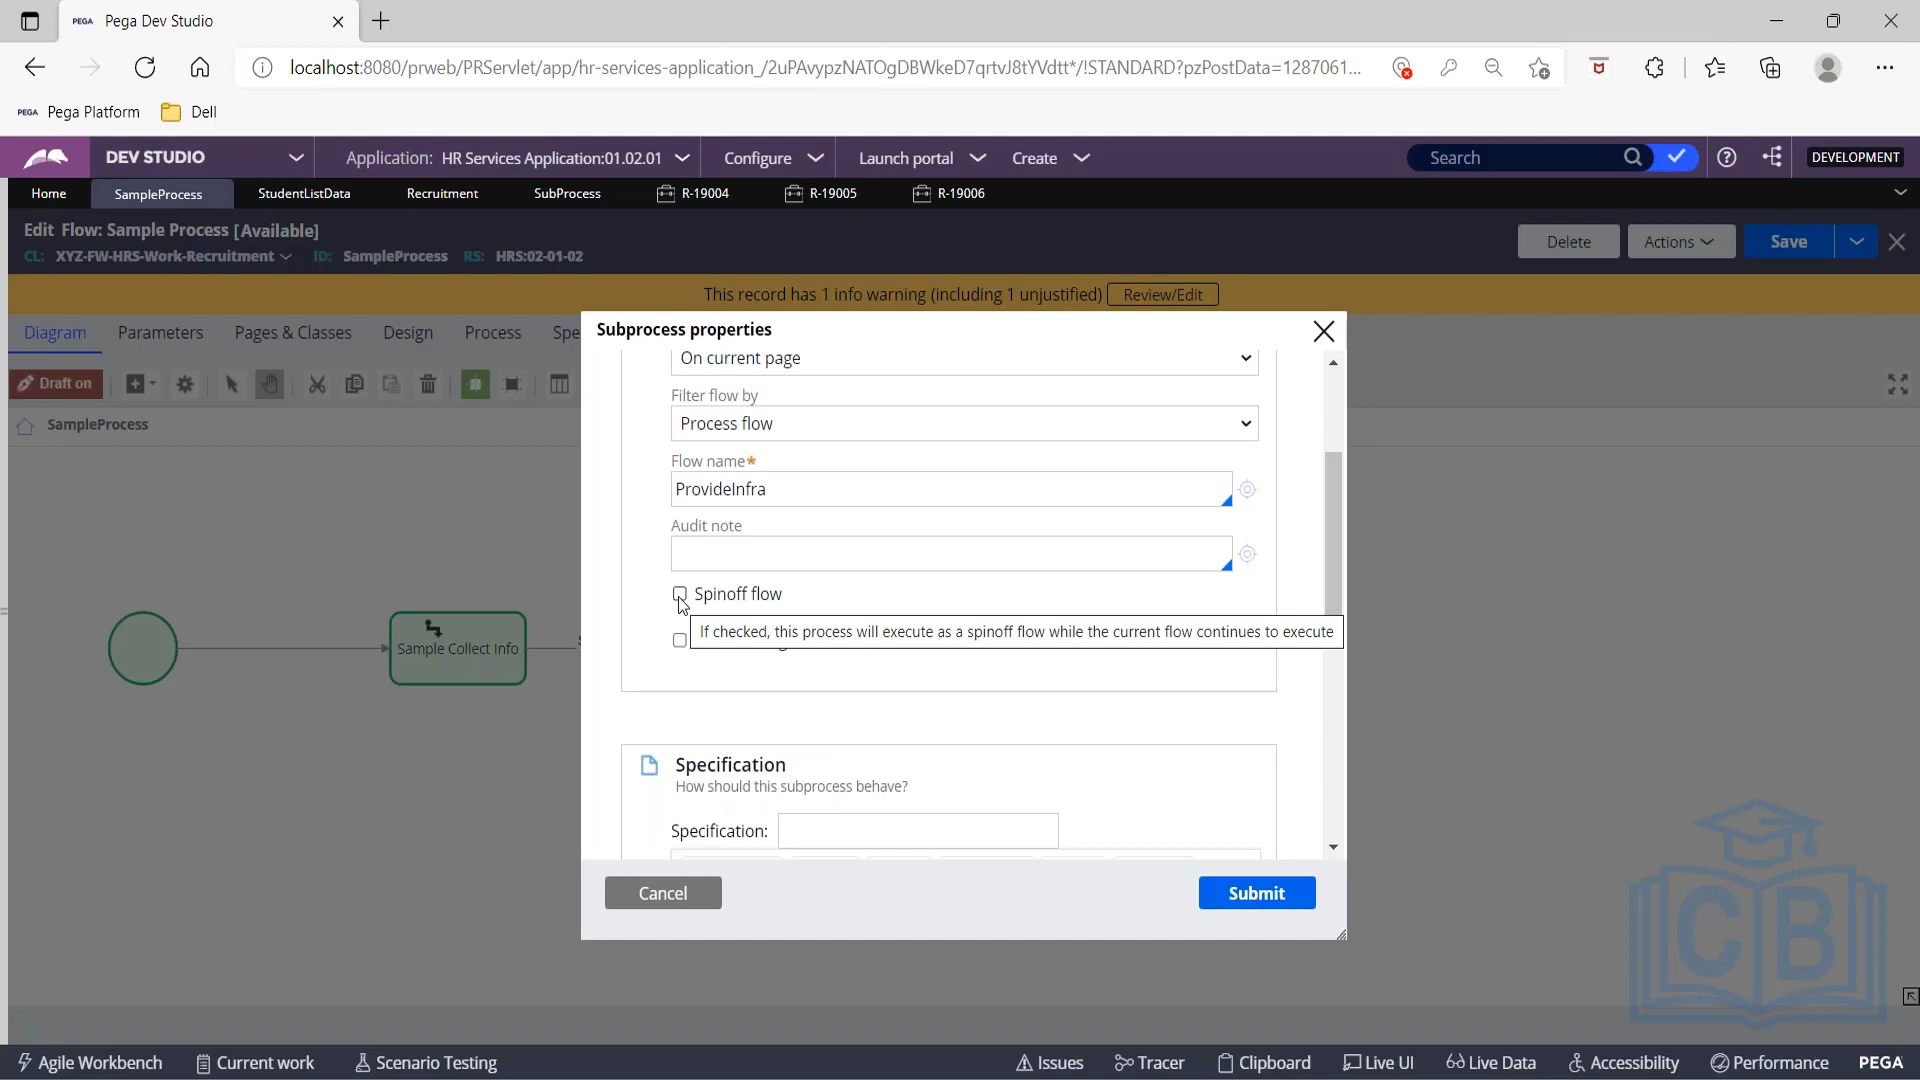 PEGA Pega Dev Studio
localhost:8080/prweb/PRServlet/app/hr-services-application_/2uPAvypzNATOgDBWkeD7qrtvJ8tYVdtt*/!STANDARD?pzPostData=1287061...
PEGA Pega Platform Dell
DEV STUDIO Application: HR Services Application:01.02.01 Configure Launch portal Create Search DEVELOPMENT
Home SampleProcess StudentListData Recruitment SubProcess R-19004 R-19005 R-19006
Edit Flow: Sample Process [Available]
CL: XYZ-FW-HRS-Work-Recruitment ID: SampleProcess RS: HRS:02-01-02
Delete Actions Save
This record has 1 info warning (including 1 unjustified) Review/Edit
Diagram Parameters Pages & Classes Design Process Spe
Draft on
SampleProcess
Sample Collect Info
Subprocess properties
On current page
Filter flow by
Process flow
Flow name*
ProvideInfra
Audit note
Spinoff flow
If checked, this process will execute as a spinoff flow while the current flow continues to execute
Specification
How should this subprocess behave?
Specification:
Cancel Submit
CB
Agile Workbench Current work Scenario Testing Issues Tracer Clipboard Live UI Live Data Accessibility Performance PEGA